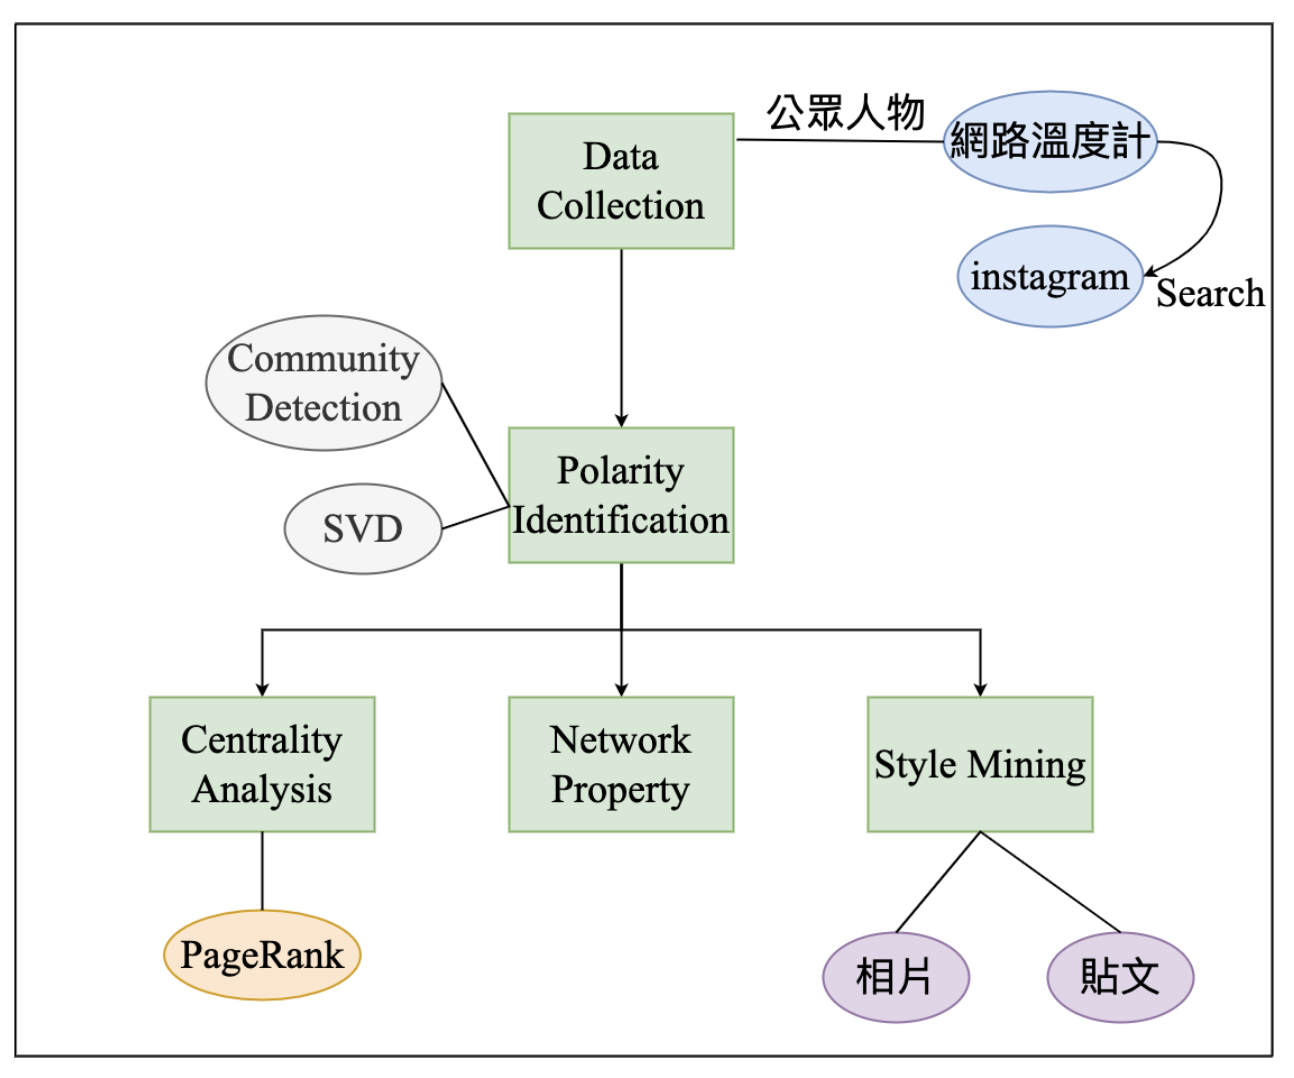 Data
Collection
公眾人物
網路溫度計
instagram
Search
Community
Detection
SVD
Polarity
Identification
Centrality
Analysis
Network
Property
Style Mining
PageRank
相片
貼文